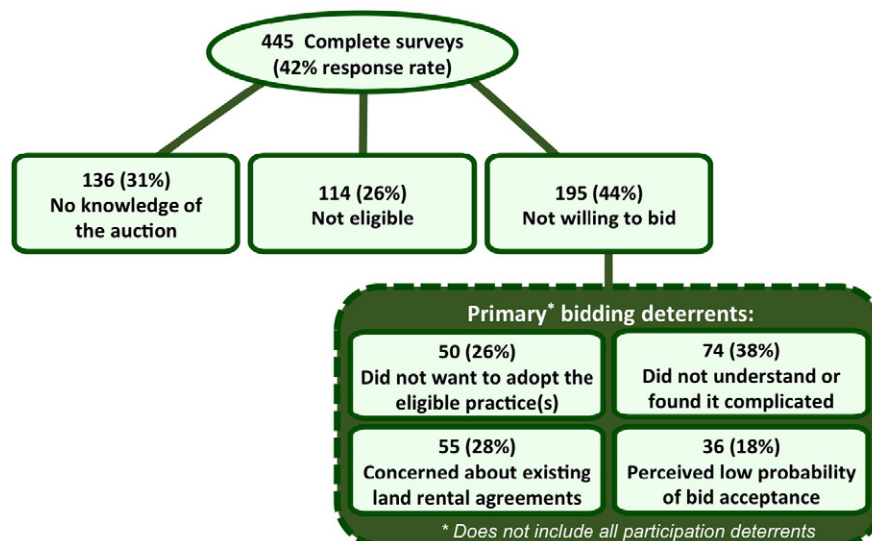 445 Complete surveys
(42% response rate)
136 (31%)
No knowledge of
the auction
114 (26%)
Not eligible
195 (44%)
Not willing to bid
Primary* bidding deterrents:
50 (26%)
Did not want to adopt the
eligible practice(s)
74 (38%)
Did not understand or
found it complicated
55 (28%)
Concerned about existing
land rental agreements
36 (18%)
Perceived low probability
of bid acceptance
* Does not include all participation deterrents